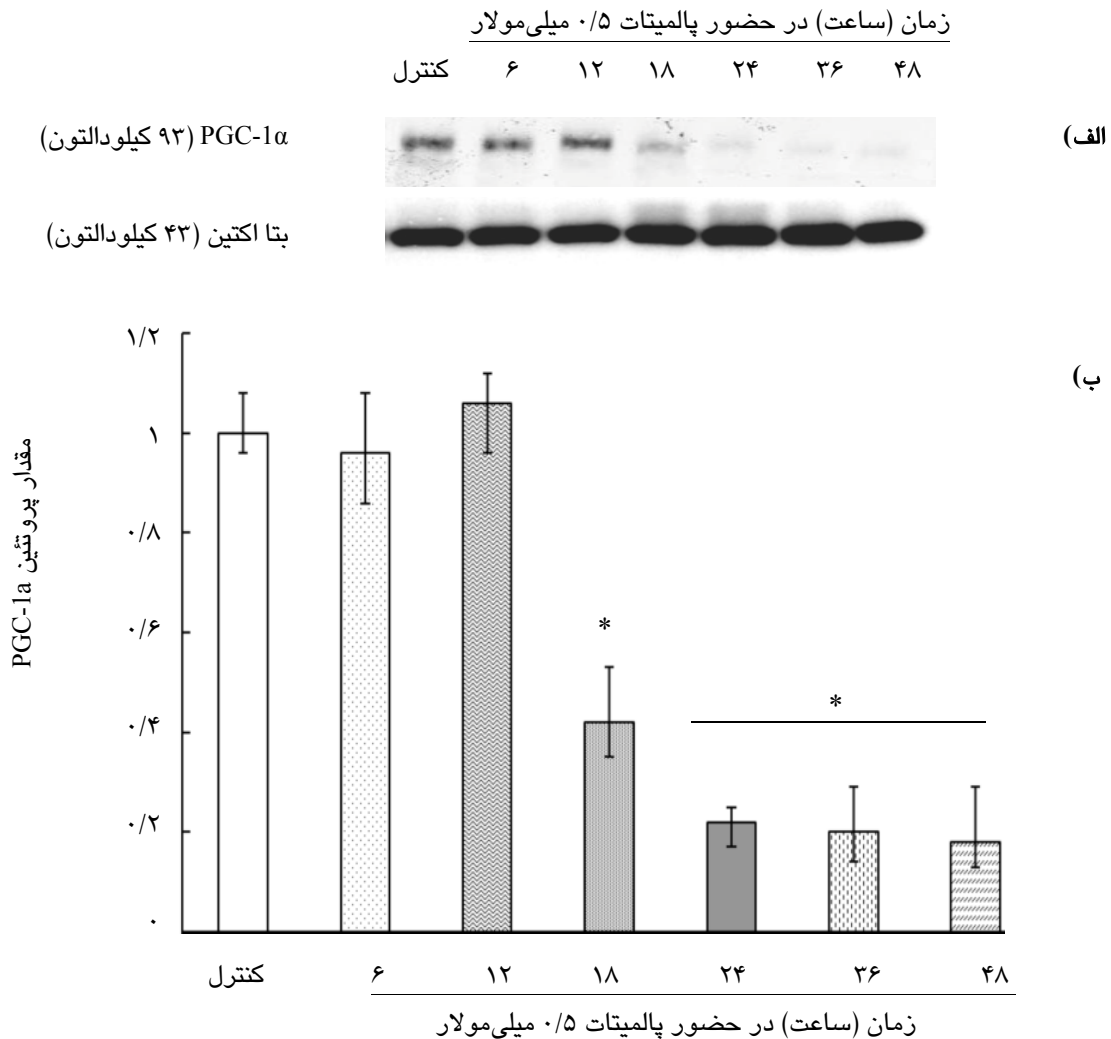 زمان (ساعت) در حضور پالمیتات ۰/۵ میلی‌مولار
کنترل ۶ ۱۲ ۱۸ ۲۴ ۳۶ ۴۸
الف)
PGC-1α (۹۳ کیلودالتون)
بتا اکتین (۴۳ کیلودالتون)
ب)
مقدار پروتئین PGC-1a
۱/۲
۱
۰/۸
۰/۶
۰/۴
۰/۲
۰
*
*
کنترل ۶ ۱۲ ۱۸ ۲۴ ۳۶ ۴۸
زمان (ساعت) در حضور پالمیتات ۰/۵ میلی‌مولار